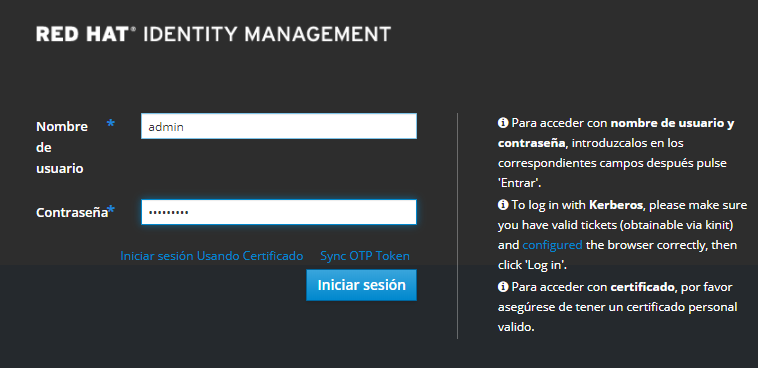 RED HAT® IDENTITY MANAGEMENT
Nombre de usuario *
admin
Contraseña*
•••••••••
Iniciar sesión Usando Certificado
Sync OTP Token
Iniciar sesión
Para acceder con nombre de usuario y
contraseña, introduzcalos en los
correspondientes campos después pulse
'Entrar'.
To log in with Kerberos, please make sure
you have valid tickets (obtainable via kinit)
and configured the browser correctly, then
click 'Log in'.
Para acceder con certificado, por favor
asegúrese de tener un certificado personal
valido.